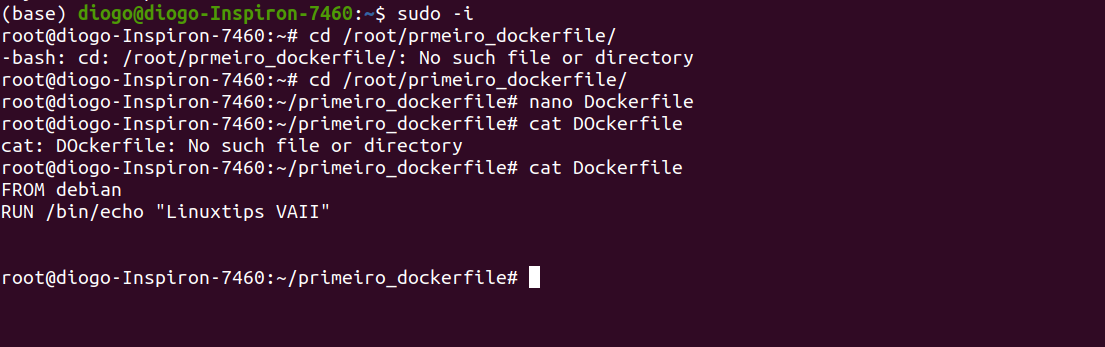 (base) diogo@diogo-Inspiron-7460:~$ sudo -i
root@diogo-Inspiron-7460:~# cd /root/prmeiro_dockerfile/
-bash: cd: /root/prmeiro_dockerfile/: No such file or directory
root@diogo-Inspiron-7460:~# cd /root/primeiro_dockerfile/
root@diogo-Inspiron-7460:~/primeiro_dockerfile# nano Dockerfile
root@diogo-Inspiron-7460:~/primeiro_dockerfile# cat DOckerfile
cat: DOckerfile: No such file or directory
root@diogo-Inspiron-7460:~/primeiro_dockerfile# cat Dockerfile
FROM debian
RUN /bin/echo "Linuxtips VAII"
root@diogo-Inspiron-7460:~/primeiro_dockerfile#